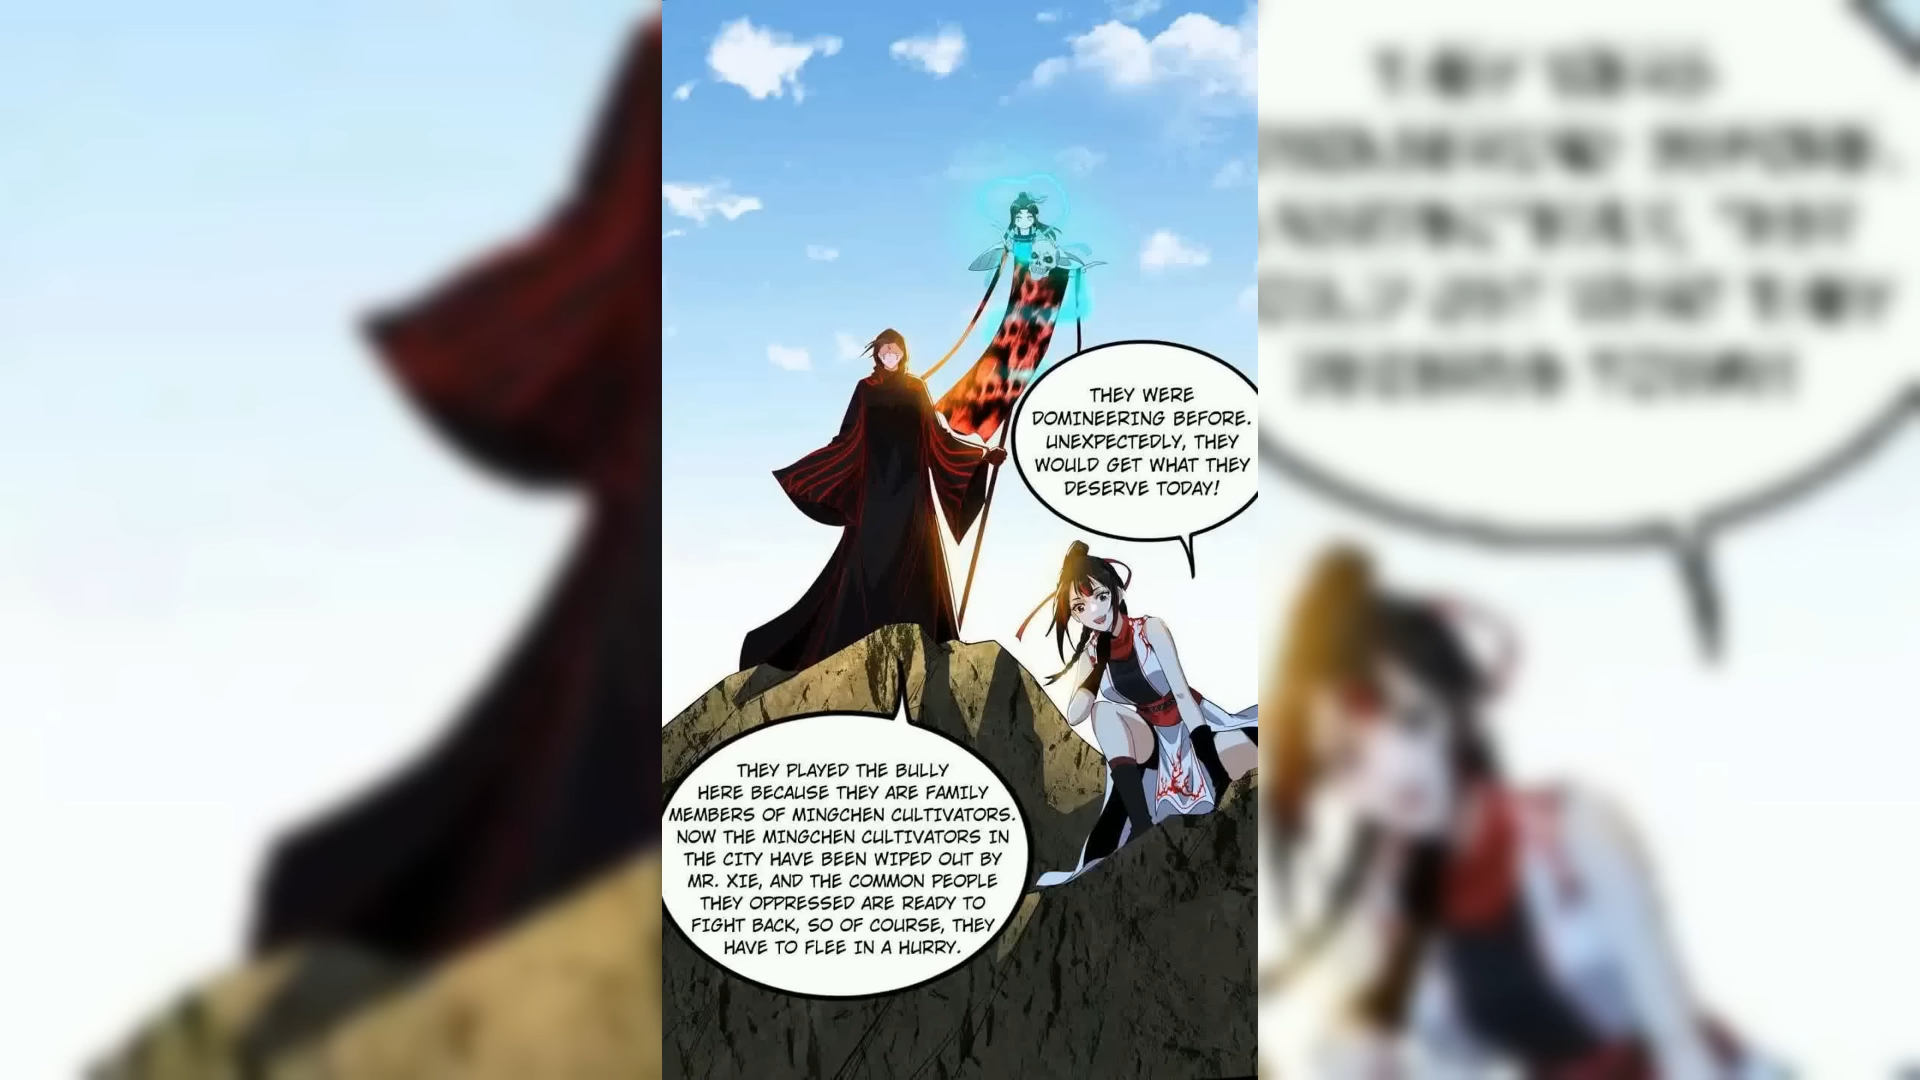 THEY WERE
DOMINEERING BEFORE.
UNEXPECTEDLY, THEY
WOULD GET WHAT THEY
DESERVE TODAY!
THEY PLAYED THE BULLY
HERE BECAUSE THEY ARE FAMILY
MEMBERS OF MINGCHEN CULTIVATORS.
NOW THE MINGCHEN CULTIVATORS IN
THE CITY HAVE BEEN WIPED OUT BY
MR. XIE, AND THE COMMON PEOPLE
THEY OPPRESSED ARE READY TO
FIGHT BACK, SO OF COURSE, THEY
HAVE TO FLEE IN A HURRY.